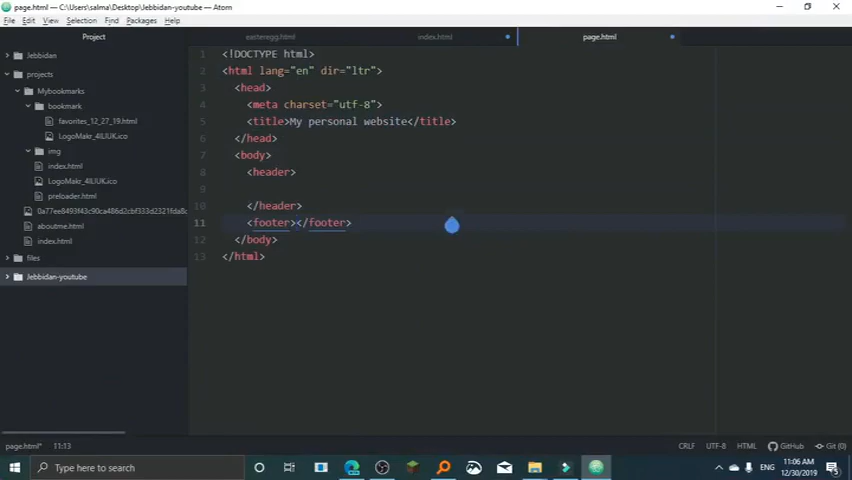 page.html — C:\Users\salma\Desktop\Jebbidan-youtube — Atom
File Edit View Selection Find Packages Help
Project
easteregg.html
index.html
page.html
Jebbidan
projects
Mybookmarks
bookmark
favorites_12_27_19.html
LogoMakr_4ILIUK.ico
img
index.html
LogoMakr_4ILIUK.ico
preloader.html
0a77ee8493f43c90ca486d2cbf333d2321fda8c
aboutme.html
index.html
files
Jebbidan-youtube
1 <!DOCTYPE html>
2 <html lang="en" dir="ltr">
3 <head>
4 <meta charset="utf-8">
5 <title>My personal website</title>
6 </head>
7 <body>
8 <header>
9
10 </header>
11 <footer></footer>
12 </body>
13 </html>
page.html* 11:13
CRLF UTF-8 HTML GitHub Git (0)
Type here to search
ENG
11:06 AM
12/30/2019
5